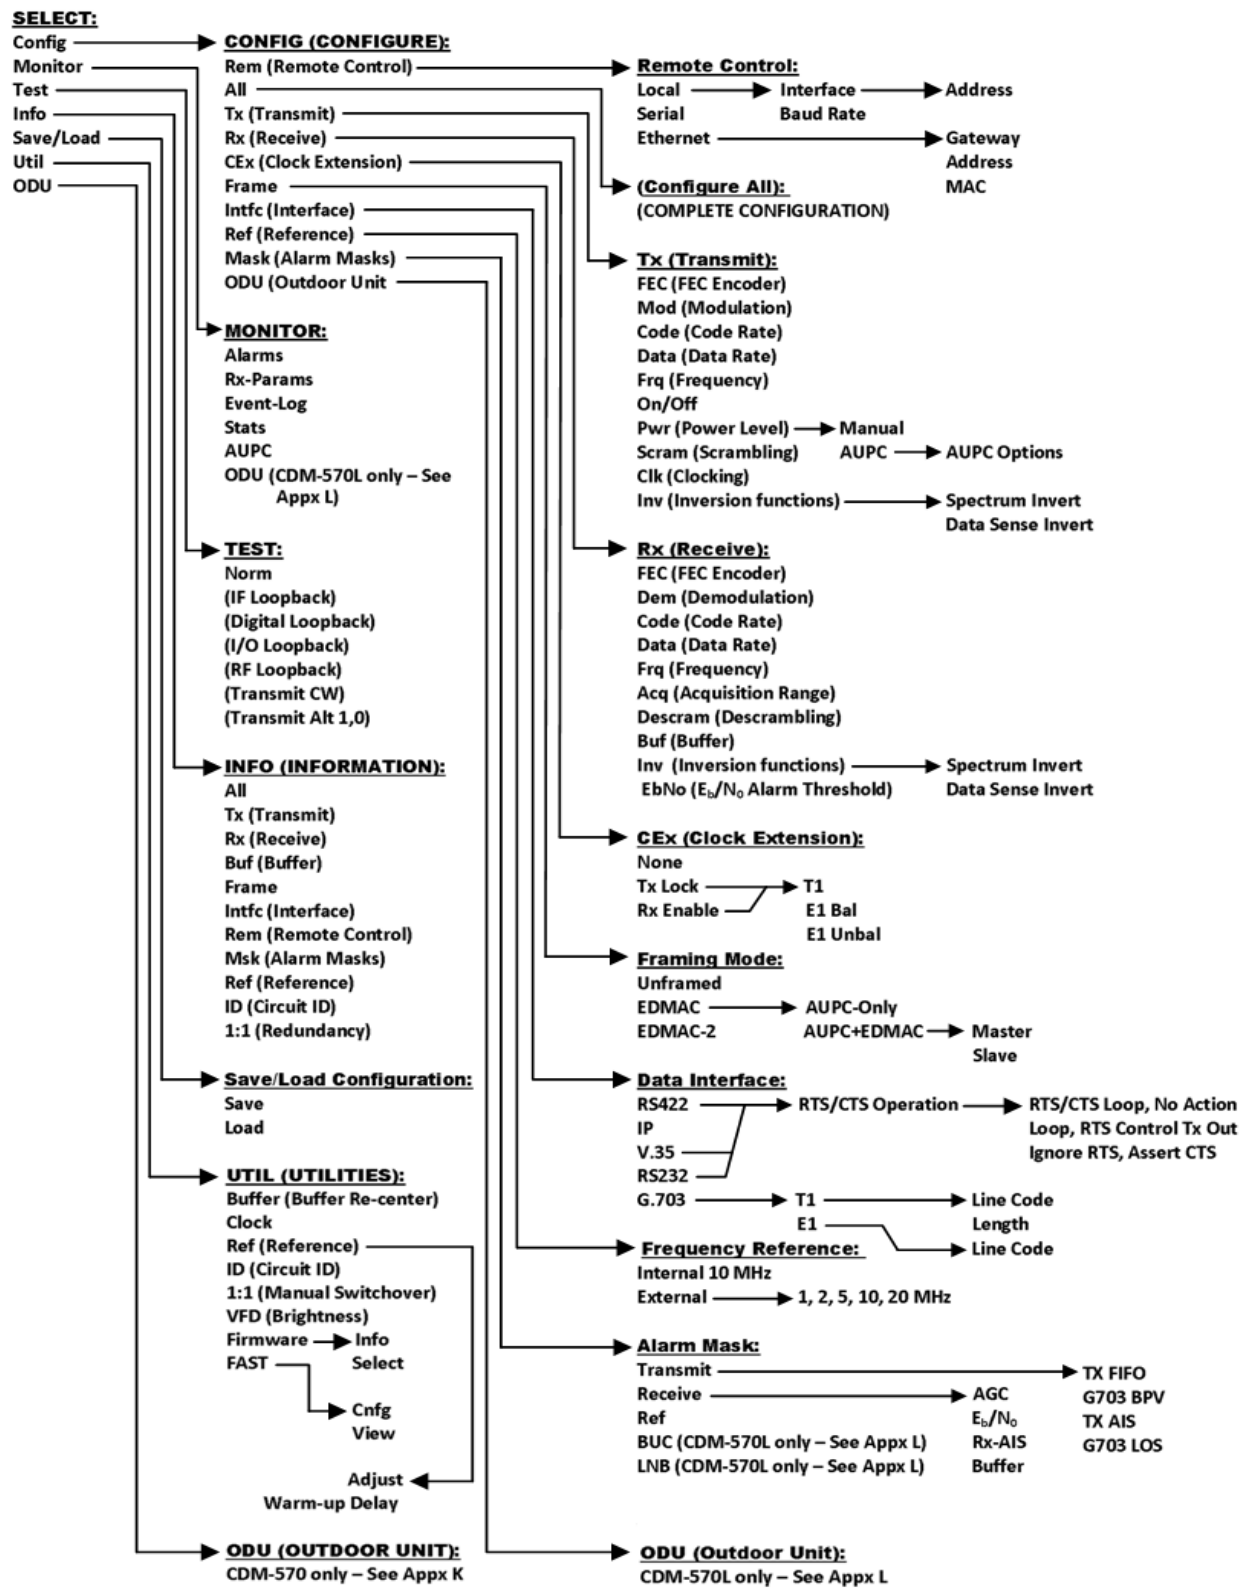 SELECT:
Config
Monitor
Test
Info
Save/Load
Util
ODU
CONFIG (CONFIGURE):
Rem (Remote Control)
All
Tx (Transmit)
Rx (Receive)
CEx (Clock Extension)
Frame
Intfc (Interface)
Ref (Reference)
Mask (Alarm Masks)
ODU (Outdoor Unit
MONITOR:
Alarms
Rx-Params
Event-Log
Stats
AUPC
ODU (CDM-570L only – See
Appx L)
TEST:
Norm
(IF Loopback)
(Digital Loopback)
(I/O Loopback)
(RF Loopback)
(Transmit CW)
(Transmit Alt 1,0)
INFO (INFORMATION):
All
Tx (Transmit)
Rx (Receive)
Buf (Buffer)
Frame
Intfc (Interface)
Rem (Remote Control)
Msk (Alarm Masks)
Ref (Reference)
ID (Circuit ID)
1:1 (Redundancy)
Save/Load Configuration:
Save
Load
UTIL (UTILITIES):
Buffer (Buffer Re-center)
Clock
Ref (Reference)
ID (Circuit ID)
1:1 (Manual Switchover)
VFD (Brightness)
Firmware Info
Select
FAST
Cnfg
View
Adjust
Warm-up Delay
ODU (OUTDOOR UNIT):
CDM-570 only – See Appx K
Remote Control:
Local Interface Address
Serial Baud Rate
Ethernet Gateway
Address
MAC
(Configure All):
(COMPLETE CONFIGURATION)
Tx (Transmit):
FEC (FEC Encoder)
Mod (Modulation)
Code (Code Rate)
Data (Data Rate)
Frq (Frequency)
On/Off
Pwr (Power Level) Manual
Scram (Scrambling) AUPC AUPC Options
Clk (Clocking)
Inv (Inversion functions) Spectrum Invert
Data Sense Invert
Rx (Receive):
FEC (FEC Encoder)
Dem (Demodulation)
Code (Code Rate)
Data (Data Rate)
Frq (Frequency)
Acq (Acquisition Range)
Descram (Descrambling)
Buf (Buffer)
Inv (Inversion functions) Spectrum Invert
EbNo (Eb/N0 Alarm Threshold) Data Sense Invert
CEx (Clock Extension):
None
Tx Lock T1
Rx Enable E1 Bal
E1 Unbal
Framing Mode:
Unframed
EDMAC AUPC-Only
EDMAC-2 AUPC+EDMAC Master
Slave
Data Interface:
RS422 RTS/CTS Operation RTS/CTS Loop, No Action
IP Loop, RTS Control Tx Out
V.35 Ignore RTS, Assert CTS
RS232
G.703 T1 Line Code
E1 Length
Line Code
Frequency Reference:
Internal 10 MHz
External 1, 2, 5, 10, 20 MHz
Alarm Mask:
Transmit TX FIFO
Receive AGC G703 BPV
Ref Eb/N0 TX AIS
BUC (CDM-570L only – See Appx L) Rx-AIS G703 LOS
LNB (CDM-570L only – See Appx L) Buffer
ODU (Outdoor Unit):
CDM-570L only – See Appx L